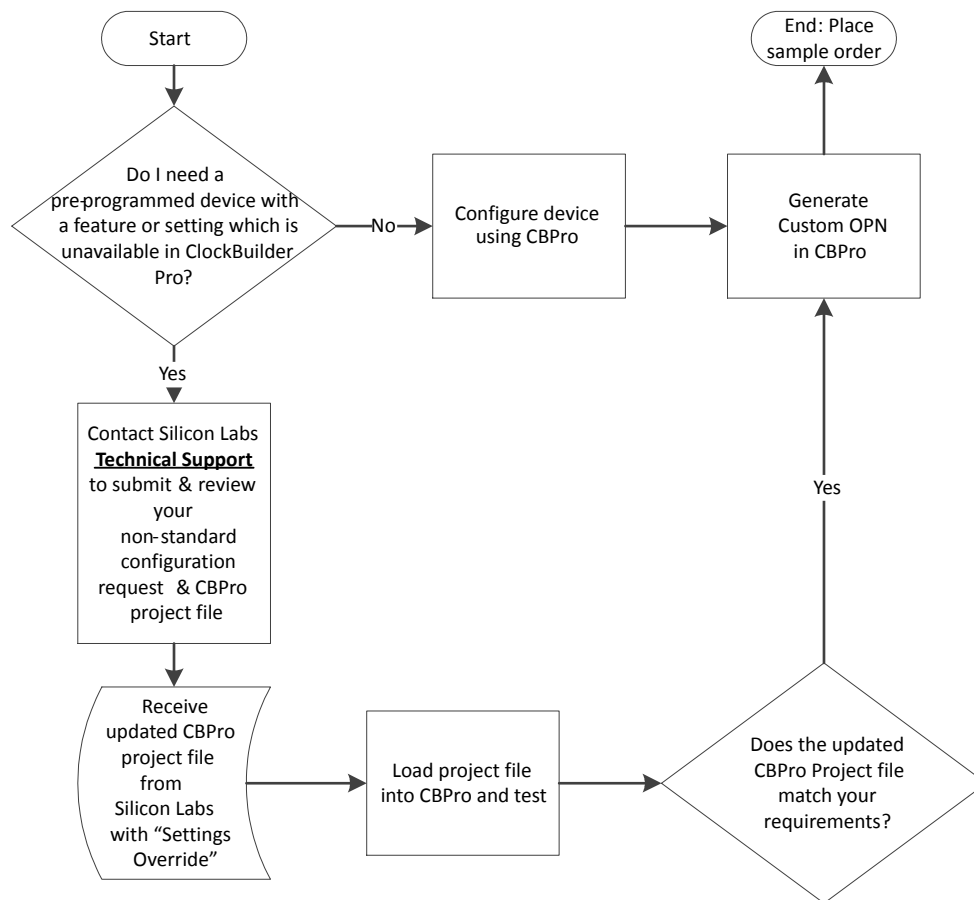 Start
End: Place
sample order
Do I need a
pre-programmed device with
a feature or setting which is
unavailable in ClockBuilder
Pro?
No
Configure device
using CBPro
Generate
Custom OPN
in CBPro
Yes
Contact Silicon Labs
Technical Support
to submit & review
your
non-standard
configuration
request & CBPro
project file
Yes
Receive
updated CBPro
project file
from
Silicon Labs
with “Settings
Override”
Load project file
into CBPro and test
Does the updated
CBPro Project file
match your
requirements?